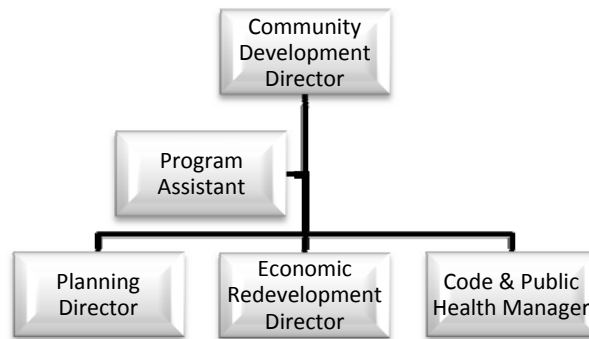 Community
Development
Director
Program
Assistant
Planning
Director
Economic
Redevelopment
Director
Code & Public
Health Manager